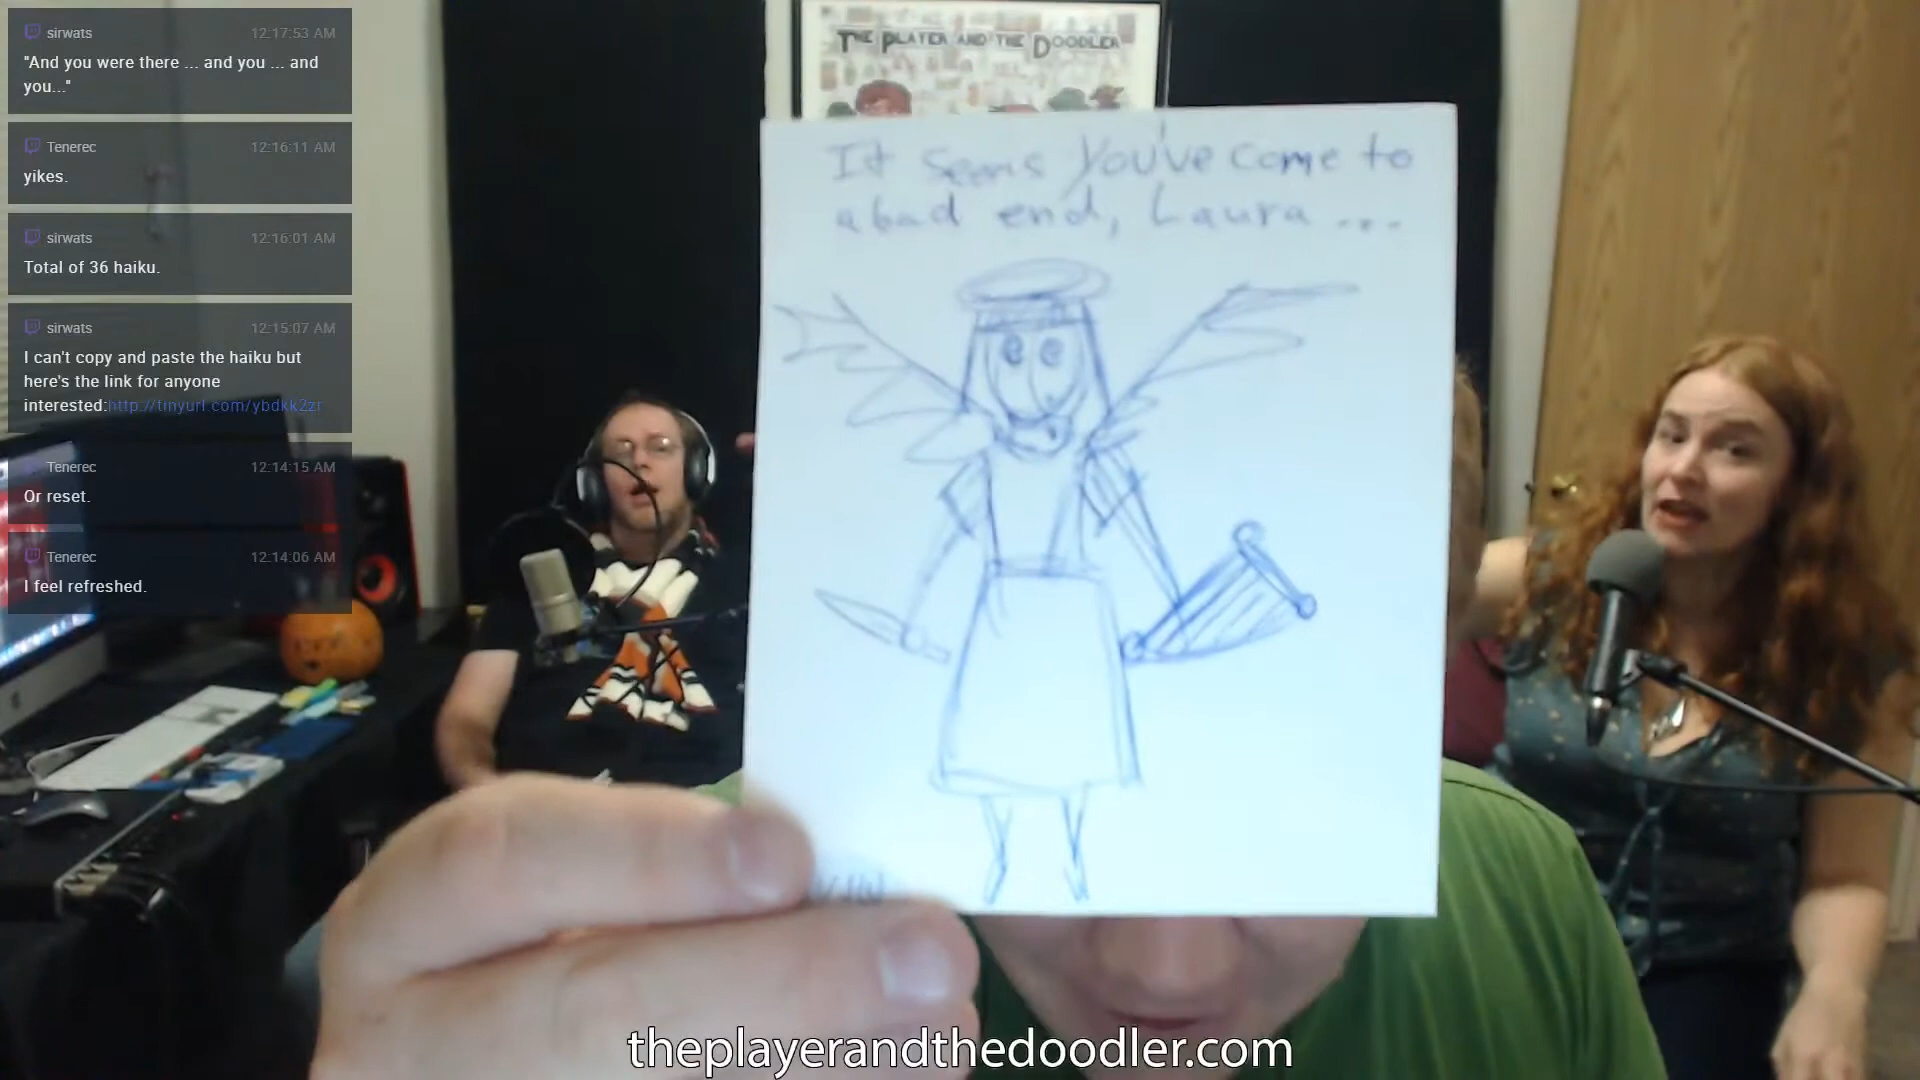 sirwats 12:17:53 AM
"And you were there ... and you ... and
you..."
Tenerec 12:16:11 AM
yikes.
sirwats 12:16:01 AM
Total of 36 haiku.
sirwats 12:15:07 AM
I can't copy and paste the haiku but
here's the link for anyone
interested:http://tinyurl.com/ybdkk2zr
Tenerec 12:14:15 AM
Or reset.
Tenerec 12:14:06 AM
I feel refreshed.
THE PLAYER AND THE DOODLER
It seems you've come to
a bad end, Laura ...
theplayerandthedoodler.com